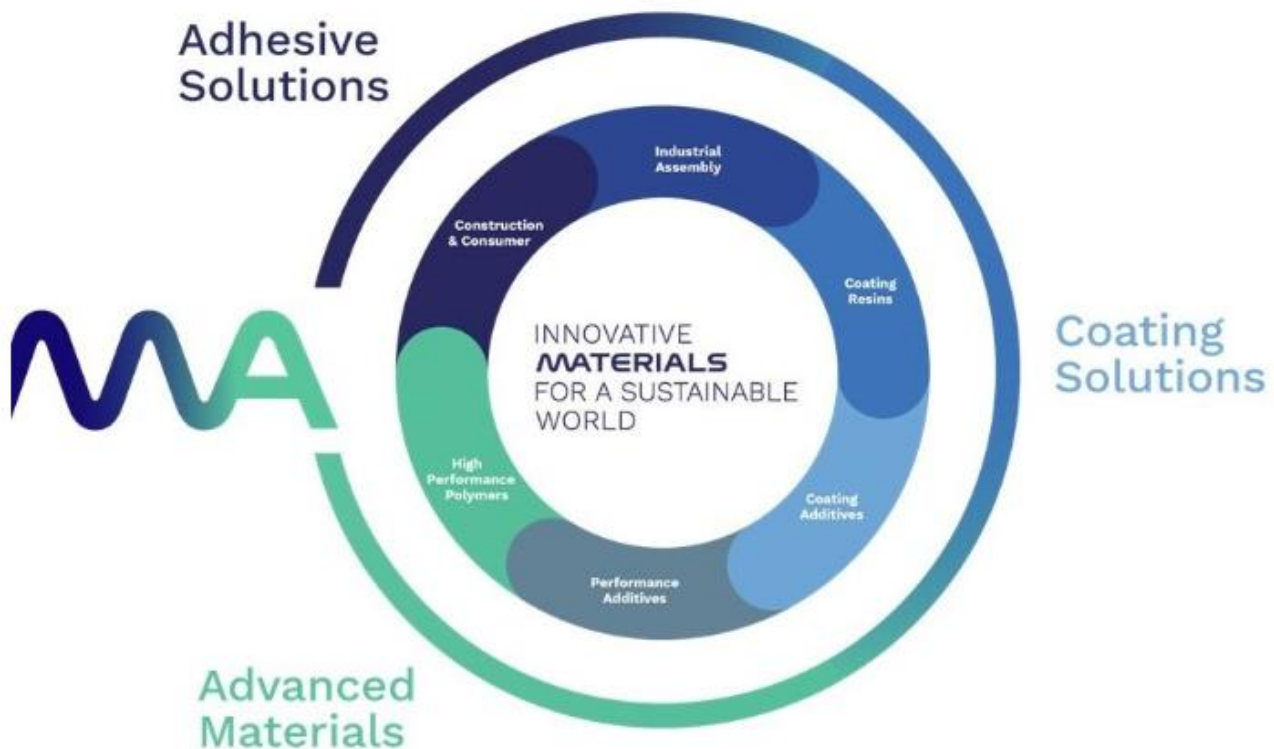 Adhesive
Solutions
Industrial
Assembly
Construction
& Consumer
Coating
Resins
INNOVATIVE
MATERIALS
FOR A SUSTAINABLE
WORLD
MA
Coating
Solutions
High
Performance
Polymers
Coating
Additives
Performance
Additives
Advanced
Materials